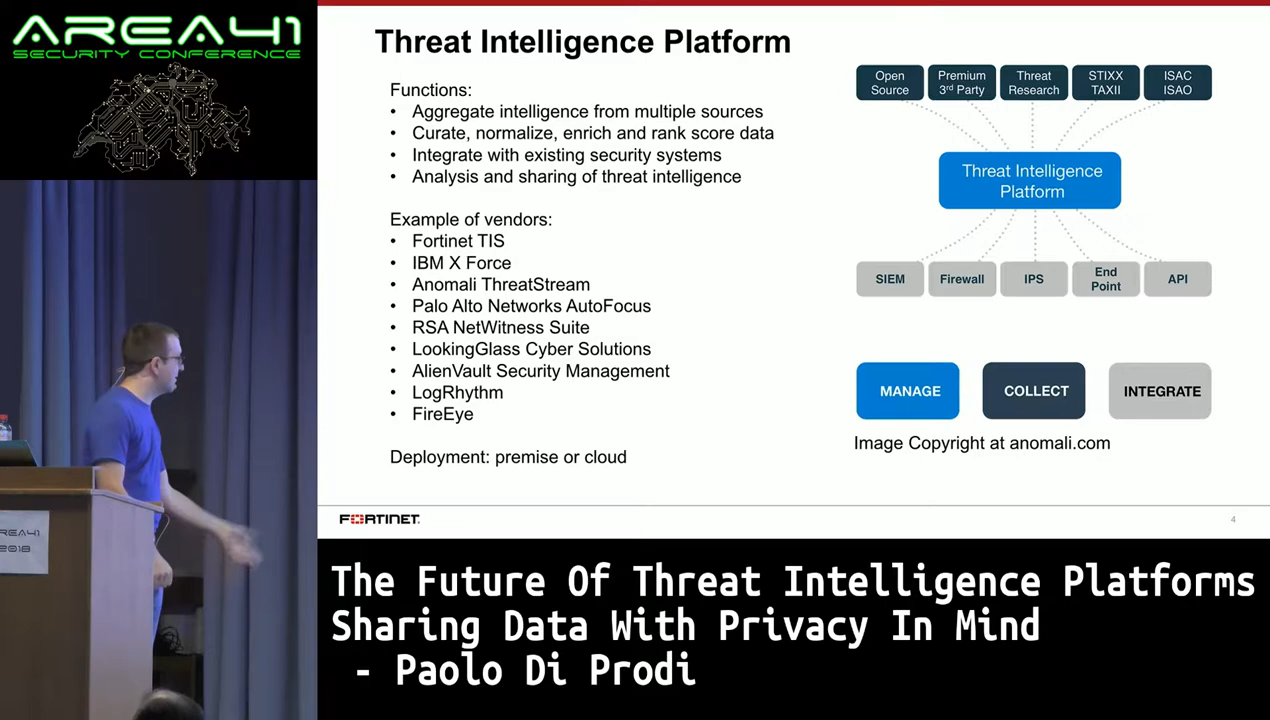 AREA41
SECURITY CONFERENCE
Threat Intelligence Platform
Functions:
• Aggregate intelligence from multiple sources
• Curate, normalize, enrich and rank score data
• Integrate with existing security systems
• Analysis and sharing of threat intelligence
Example of vendors:
• Fortinet TIS
• IBM X Force
• Anomali ThreatStream
• Palo Alto Networks AutoFocus
• RSA NetWitness Suite
• LookingGlass Cyber Solutions
• AlienVault Security Management
• LogRhythm
• FireEye
Deployment: premise or cloud
Open
Source
Premium
3rd Party
Threat
Research
STIXX
TAXII
ISAC
ISAO
Threat Intelligence
Platform
SIEM
Firewall
IPS
End
Point
API
MANAGE
COLLECT
INTEGRATE
Image Copyright at anomali.com
FORTINET
4
REA41
2018
The Future Of Threat Intelligence Platforms
Sharing Data With Privacy In Mind
- Paolo Di Prodi